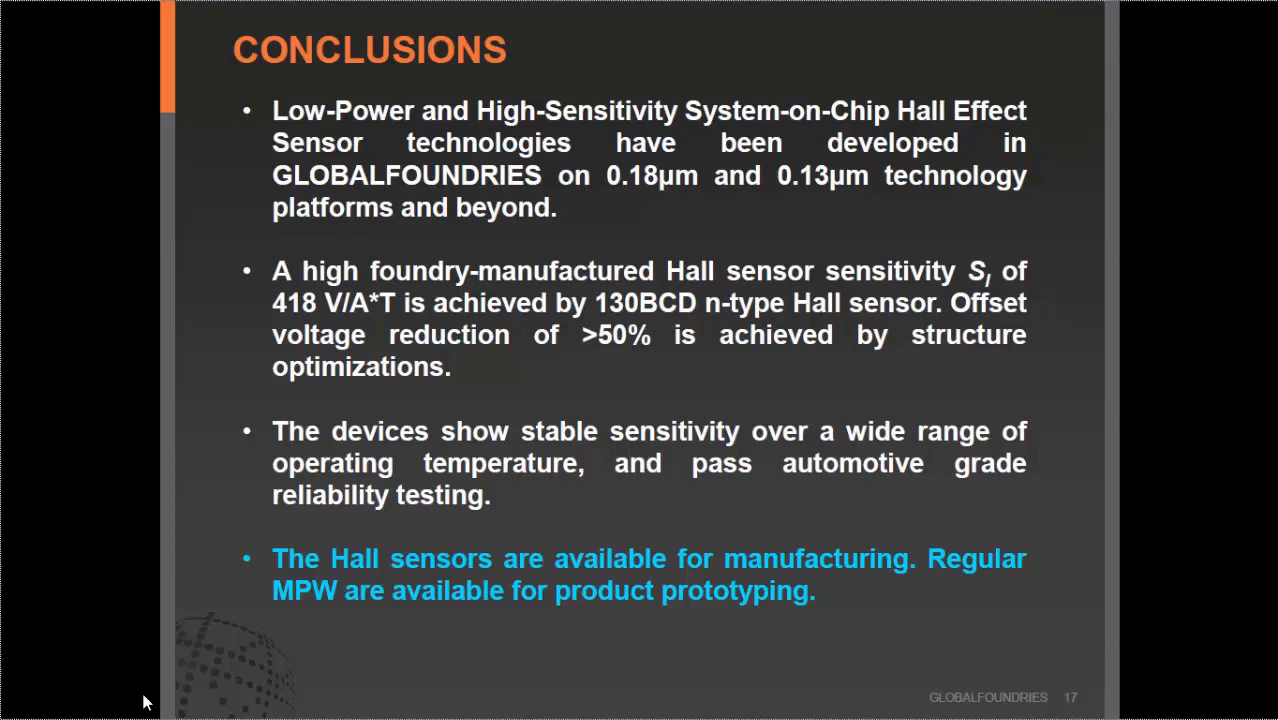 CONCLUSIONS
• Low-Power and High-Sensitivity System-on-Chip Hall Effect
Sensor technologies have been developed in
GLOBALFOUNDRIES on 0.18µm and 0.13µm technology
platforms and beyond.
• A high foundry-manufactured Hall sensor sensitivity SI of
418 V/A*T is achieved by 130BCD n-type Hall sensor. Offset
voltage reduction of >50% is achieved by structure
optimizations.
• The devices show stable sensitivity over a wide range of
operating temperature, and pass automotive grade
reliability testing.
• The Hall sensors are available for manufacturing. Regular
MPW are available for product prototyping.
GLOBALFOUNDRIES 17